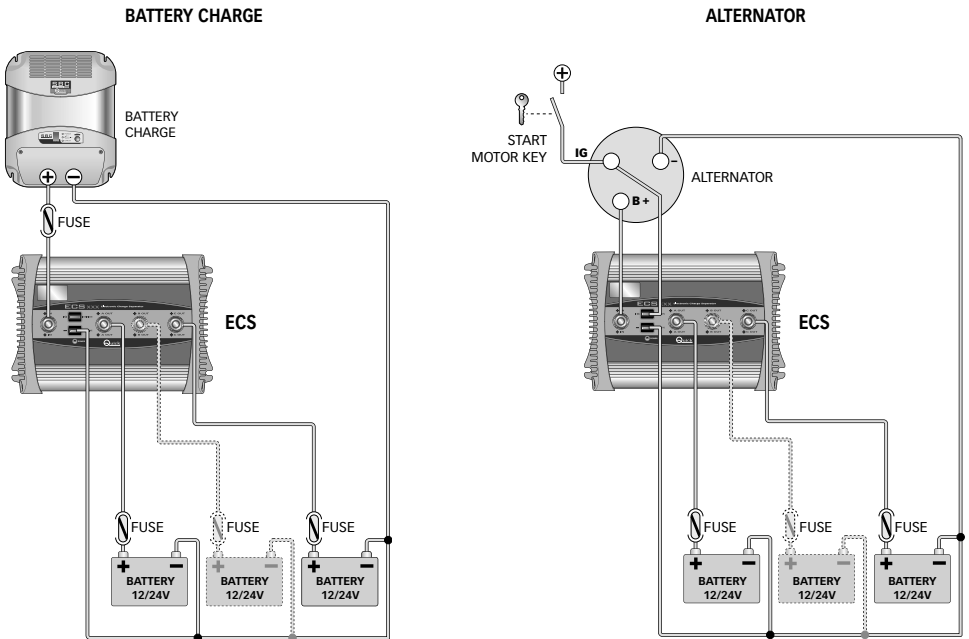 BATTERY CHARGE
BATTERY
CHARGE
FUSE
ECS
FUSE
FUSE
FUSE
BATTERY
12/24V
BATTERY
12/24V
BATTERY
12/24V
ALTERNATOR
START
MOTOR KEY
IG
-
ALTERNATOR
B +
ECS
FUSE
FUSE
FUSE
BATTERY
12/24V
BATTERY
12/24V
BATTERY
12/24V